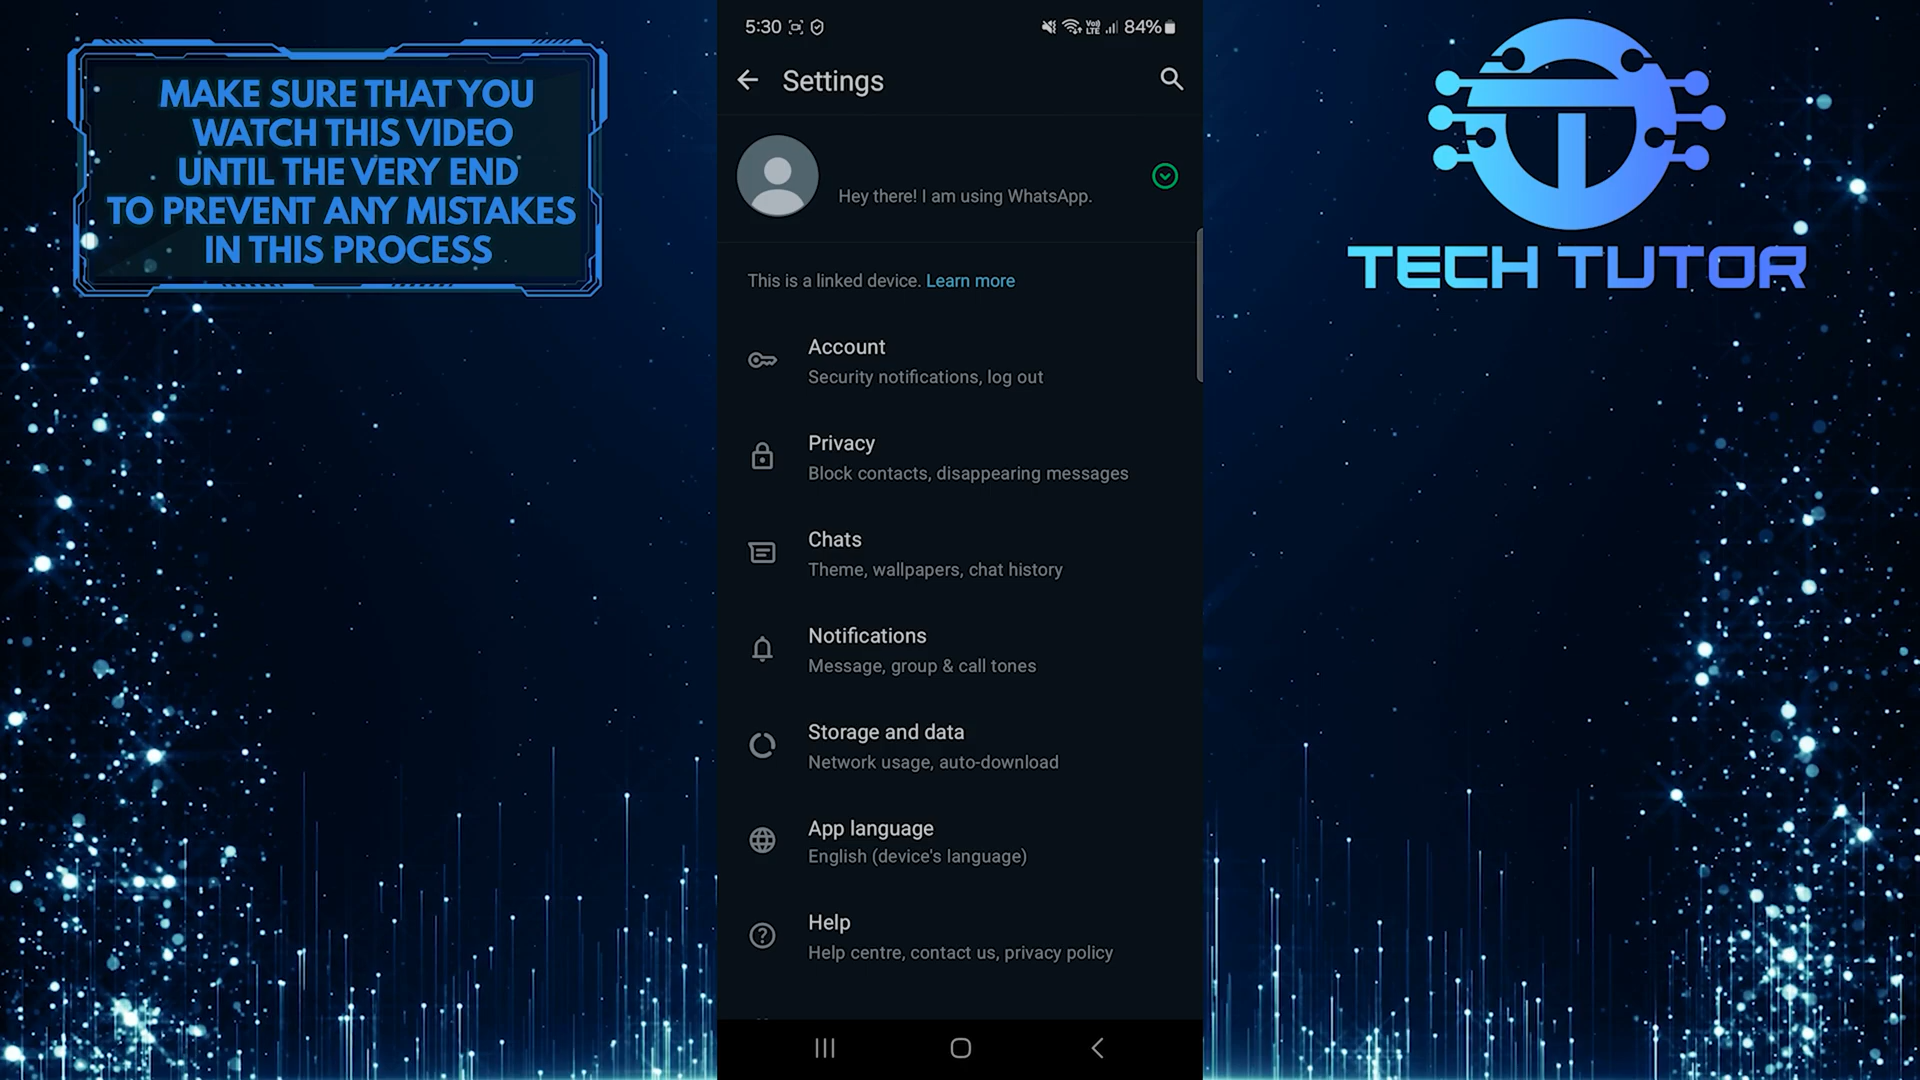 MAKE SURE THAT YOU
WATCH THIS VIDEO
UNTIL THE VERY END
TO PREVENT ANY MISTAKES
IN THIS PROCESS
5:30
Vo))
LTE
84%
Settings
Hey there! I am using WhatsApp.
This is a linked device. Learn more
Account
Security notifications, log out
Privacy
Block contacts, disappearing messages
Chats
Theme, wallpapers, chat history
Notifications
Message, group & call tones
Storage and data
Network usage, auto-download
App language
English (device's language)
Help
Help centre, contact us, privacy policy
TECH TUTOR